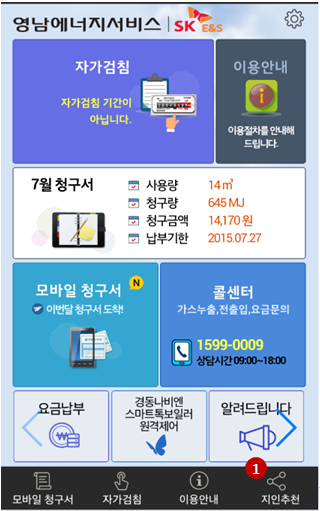 영남에너지서비스 SK E&S
자가검침
자가검침 기간이
아닙니다.
이용안내
이용절차를 안내해
드립니다.
7월 청구서
사용량 14㎥
청구량 645 MJ
청구금액 14,170 원
납부기한 2015.07.27
모바일 청구서 N
이번달 청구서 도착!
콜센터
가스누출,전출입,요금문의
1599-0009
상담시간 09:00~18:00
요금납부
경동나비엔
스마트톡보일러
원격제어
알려드립니다
1
모바일 청구서 자가검침 이용안내 지인추천